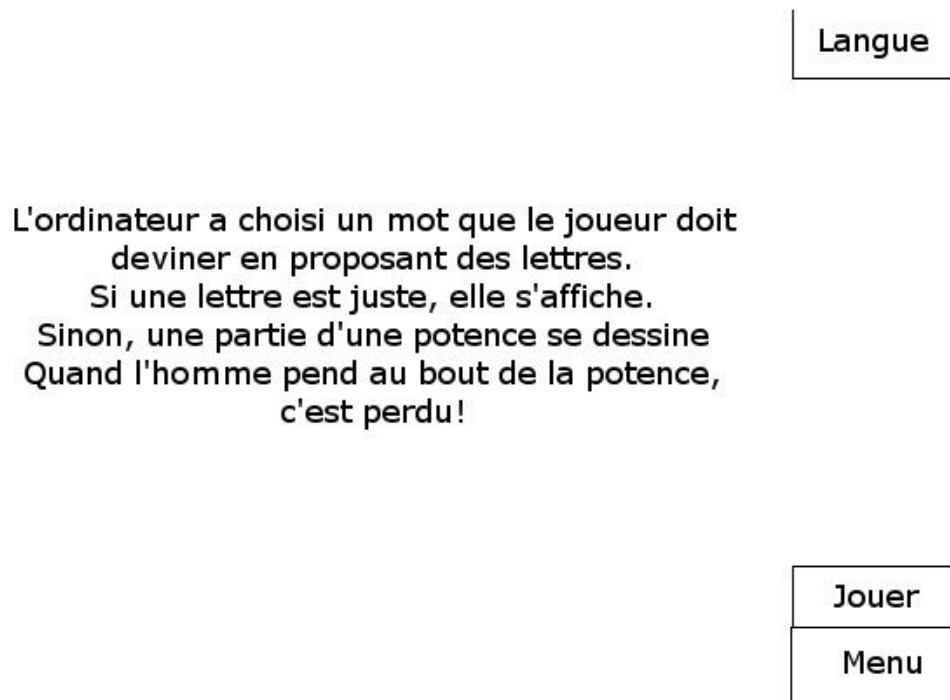 Langue
L'ordinateur a choisi un mot que le joueur doit
deviner en proposant des lettres.
Si une lettre est juste, elle s'affiche.
Sinon, une partie d'une potence se dessine
Quand l'homme pend au bout de la potence,
c'est perdu!
Jouer
Menu